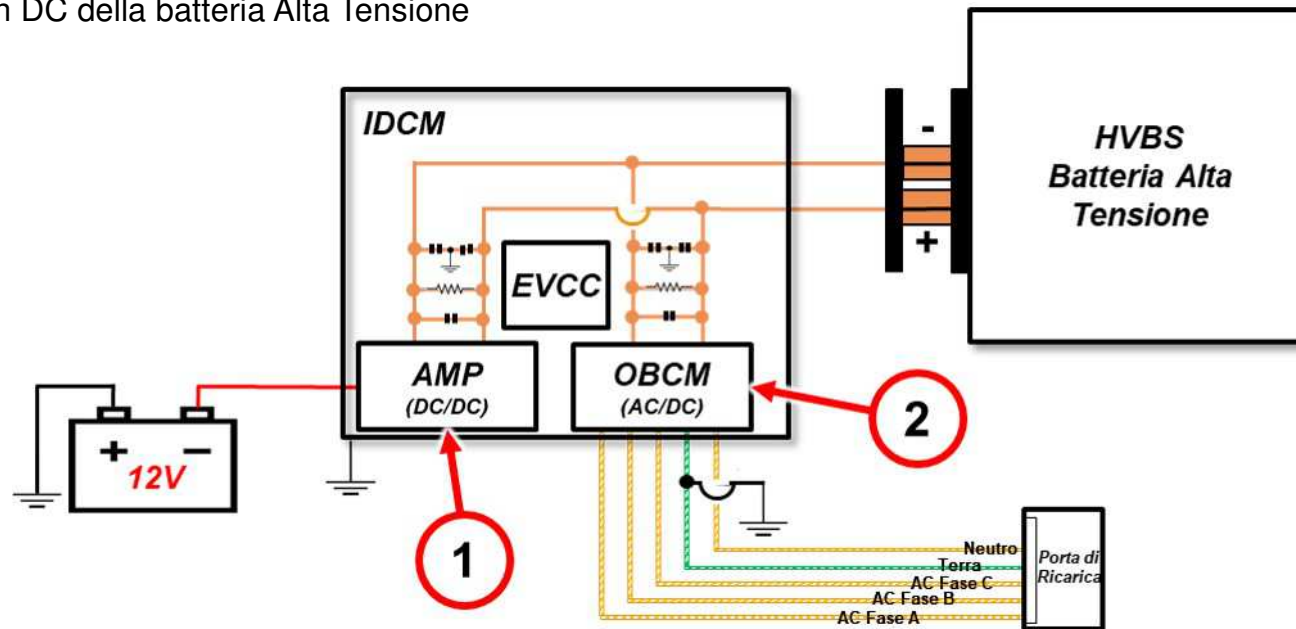 n DC della batteria Alta Tensione
IDCM
-
HVBS
Batteria Alta
Tensione
+
EVCC
AMP
(DC/DC)
OBCM
(AC/DC)
2
+ −
12V
1
Neutro
Terra
AC Fase C
AC Fase B
AC Fase A
Porta di
Ricarica